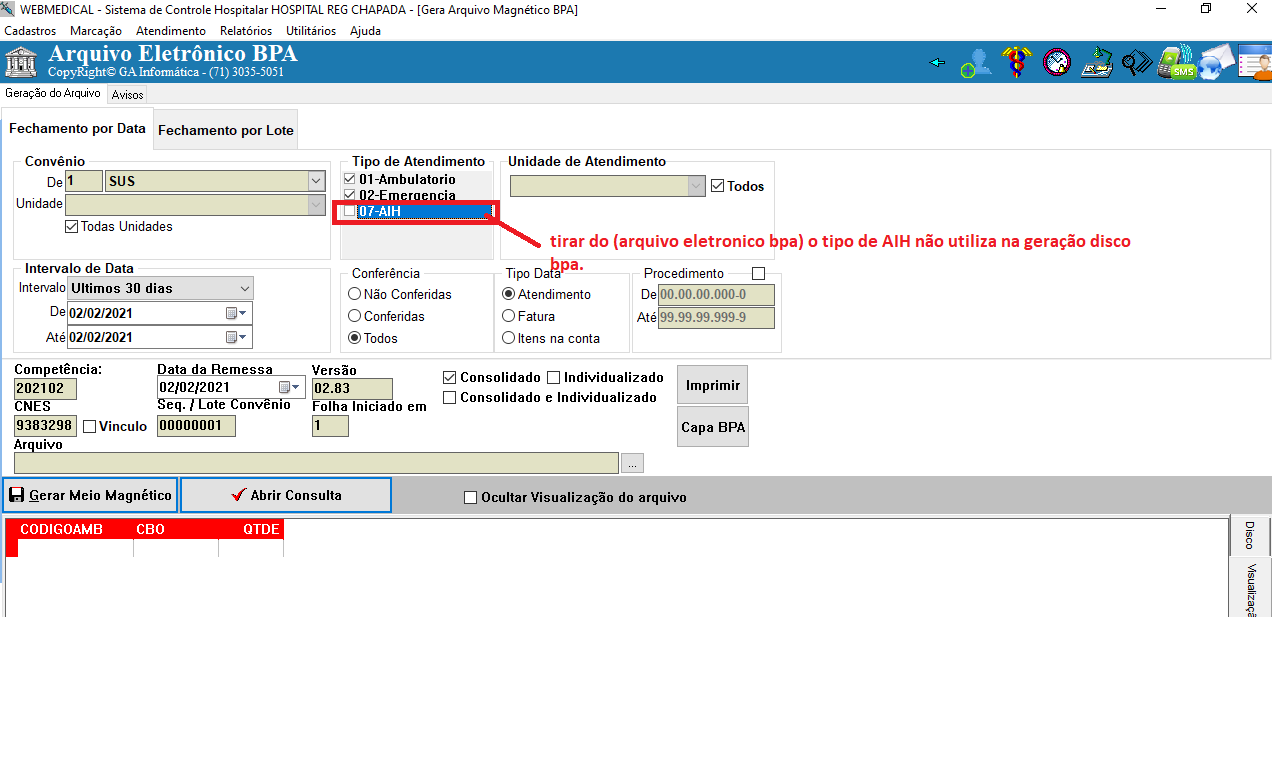 WEBMEDICAL - Sistema de Controle Hospitalar HOSPITAL REG CHAPADA - [Gera Arquivo Magnético BPA]
Cadastros Marcação Atendimento Relatórios Utilitários Ajuda
Arquivo Eletrônico BPA
CopyRight© GA Informática - (71) 3035-5051
SMS
Geração do Arquivo Avisos
Fechamento por Data Fechamento por Lote
Convênio
De 1 SUS
Unidade
Todas Unidades
Tipo de Atendimento
01-Ambulatorio
02-Emergencia
07-AIH
Unidade de Atendimento
Todos
tirar do (arquivo eletronico bpa) o tipo de AIH não utiliza na geração disco
bpa.
Intervalo de Data
Intervalo Ultimos 30 dias
De 02/02/2021
Até 02/02/2021
Conferência
Não Conferidas
Conferidas
Todos
Tipo Data
Atendimento
Fatura
Itens na conta
Procedimento
De 00.00.00.000-0
Até 99.99.99.999-9
Competência: Data da Remessa Versão
202102 02/02/2021 02.83
CNES Seq. / Lote Convênio Folha Iniciado em
9383298 Vinculo 00000001 1
Consolidado Individualizado
Consolidado e Individualizado
Imprimir
Capa BPA
Arquivo
...
Gerar Meio Magnético Abrir Consulta Ocultar Visualização do arquivo
CODIGOAMB CBO QTDE
Disco